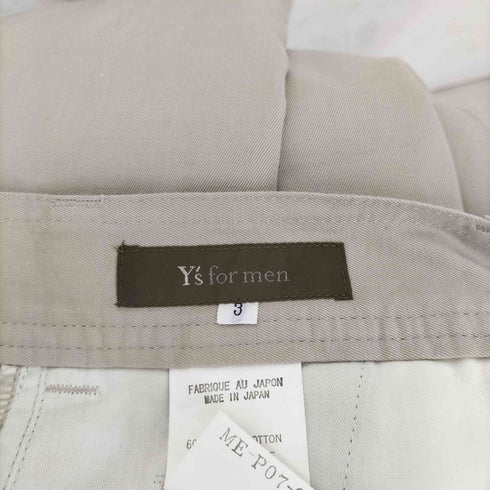 Y's for men
3
FABRIQUE AU JAPON
MADE IN JAPAN
COTTON
ME-P07-